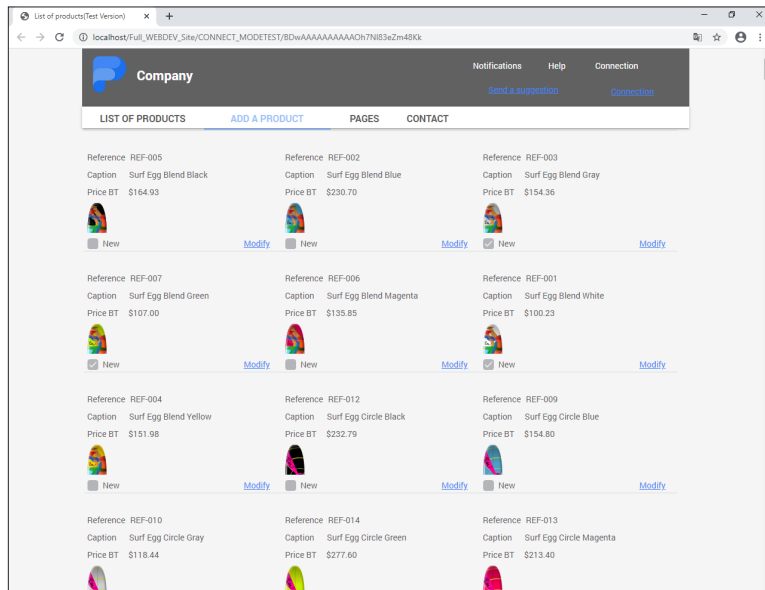 List of products(Test Version)
localhost/Full_WEBDEV_Site/CONNECT_MODETEST/BDwAAAAAAAAAAOh7NI83eZm48Kk
Company
Notifications Help Connection
Send a suggestion Connection
LIST OF PRODUCTS ADD A PRODUCT PAGES CONTACT
Reference REF-005 Reference REF-002 Reference REF-003
Caption Surf Egg Blend Black Caption Surf Egg Blend Blue Caption Surf Egg Blend Gray
Price BT $164.93 Price BT $230.70 Price BT $154.36
New Modify New Modify New Modify
Reference REF-007 Reference REF-006 Reference REF-001
Caption Surf Egg Blend Green Caption Surf Egg Blend Magenta Caption Surf Egg Blend White
Price BT $107.00 Price BT $135.85 Price BT $100.23
New Modify New Modify New Modify
Reference REF-004 Reference REF-012 Reference REF-009
Caption Surf Egg Blend Yellow Caption Surf Egg Circle Black Caption Surf Egg Circle Blue
Price BT $151.98 Price BT $232.79 Price BT $154.80
New Modify New Modify New Modify
Reference REF-010 Reference REF-014 Reference REF-013
Caption Surf Egg Circle Gray Caption Surf Egg Circle Green Caption Surf Egg Circle Magenta
Price BT $118.44 Price BT $277.60 Price BT $213.40